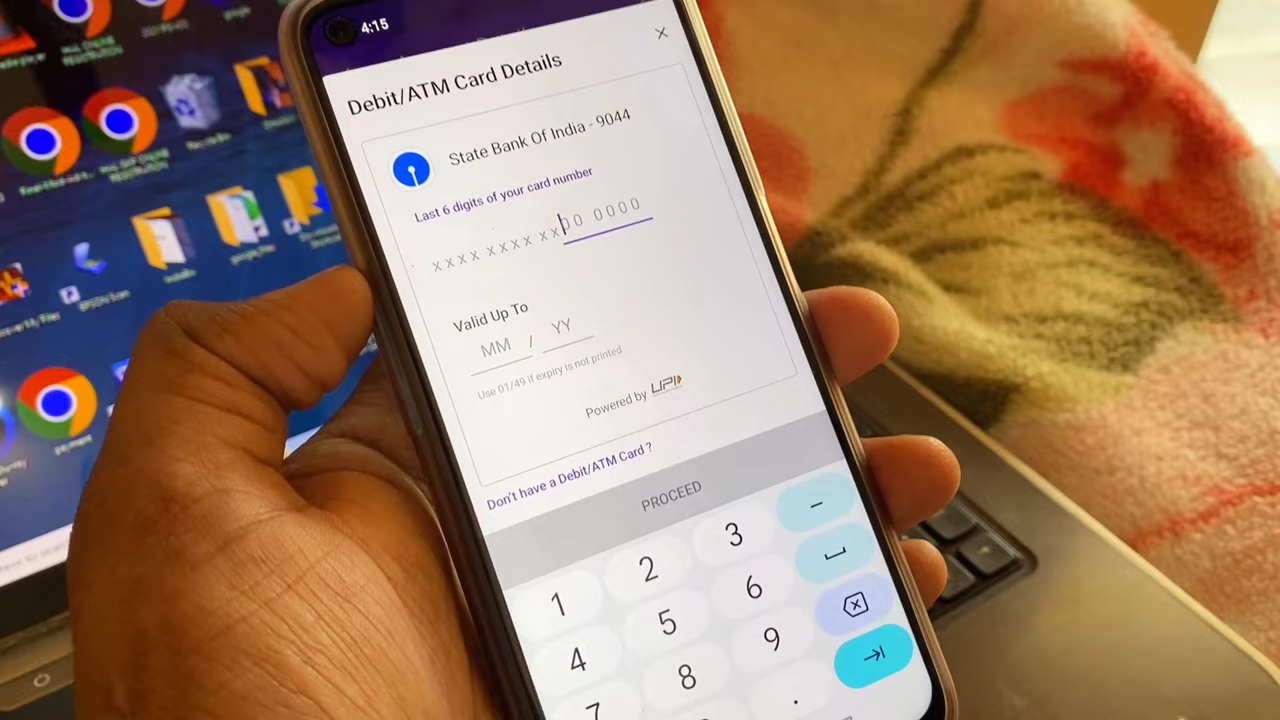 4:15
Debit/ATM Card Details
State Bank Of India - 9044
Last 6 digits of your card number
XXXX XXXX XX00 0000
Valid Up To
MM / YY
Use 01/49 if expiry is not printed
Powered by UPI
Don't have a Debit/ATM Card ?
PROCEED
1 2 3 -
4 5 6
7 8 9
.
payment